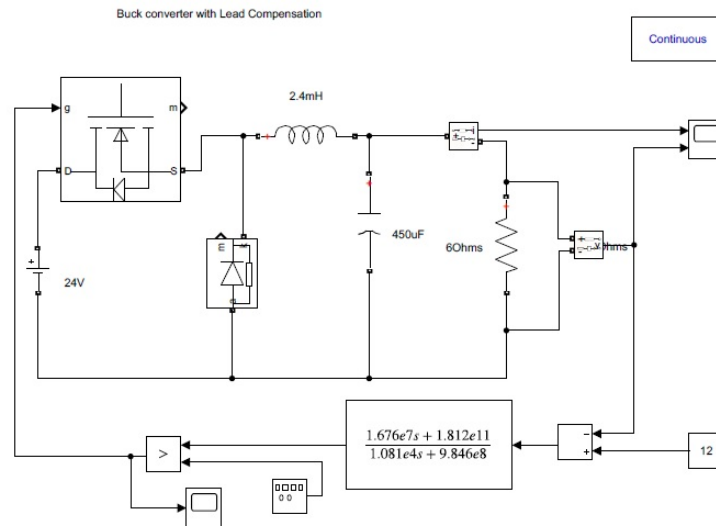 Buck converter with Lead Compensation
Continuous
2.4mH
g
m
D
S
24V
m
450uF
6Ohms
+
-
v
hms
1.676e7s + 1.812e11
1.081e4s + 9.846e8
>
-
+
12